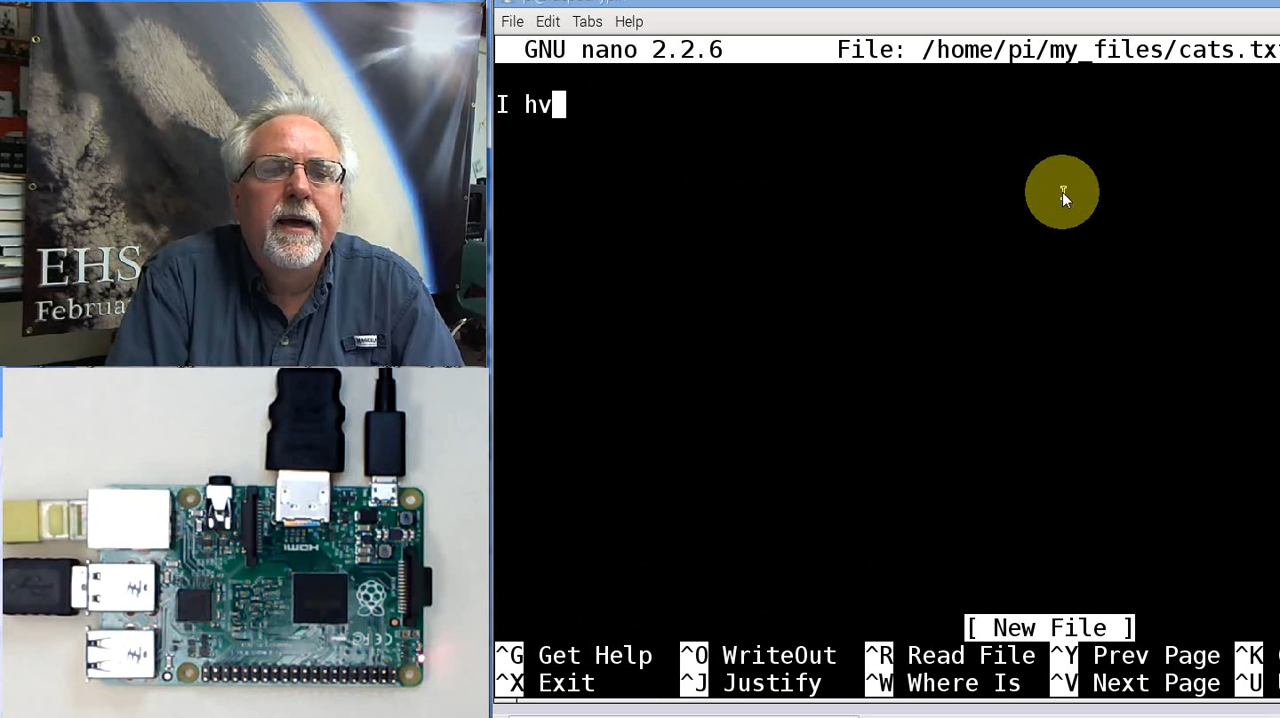 EHS
Februa
HDMI
File Edit Tabs Help
GNU nano 2.2.6 File: /home/pi/my_files/cats.tx
I hv
[ New File ]
^G Get Help ^O WriteOut ^R Read File ^Y Prev Page ^K
^X Exit ^J Justify ^W Where Is ^V Next Page ^U